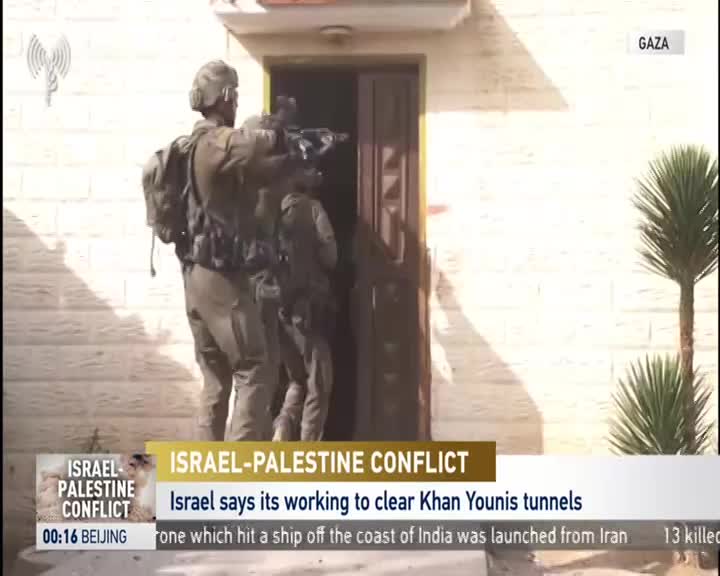 GAZA
ISRAEL-PALESTINE CONFLICT
Israel says its working to clear Khan Younis tunnels
ISRAEL-
PALESTINE
CONFLICT
00:16 BEIJING
rone which hit a ship off the coast of India was launched from Iran 13 killed